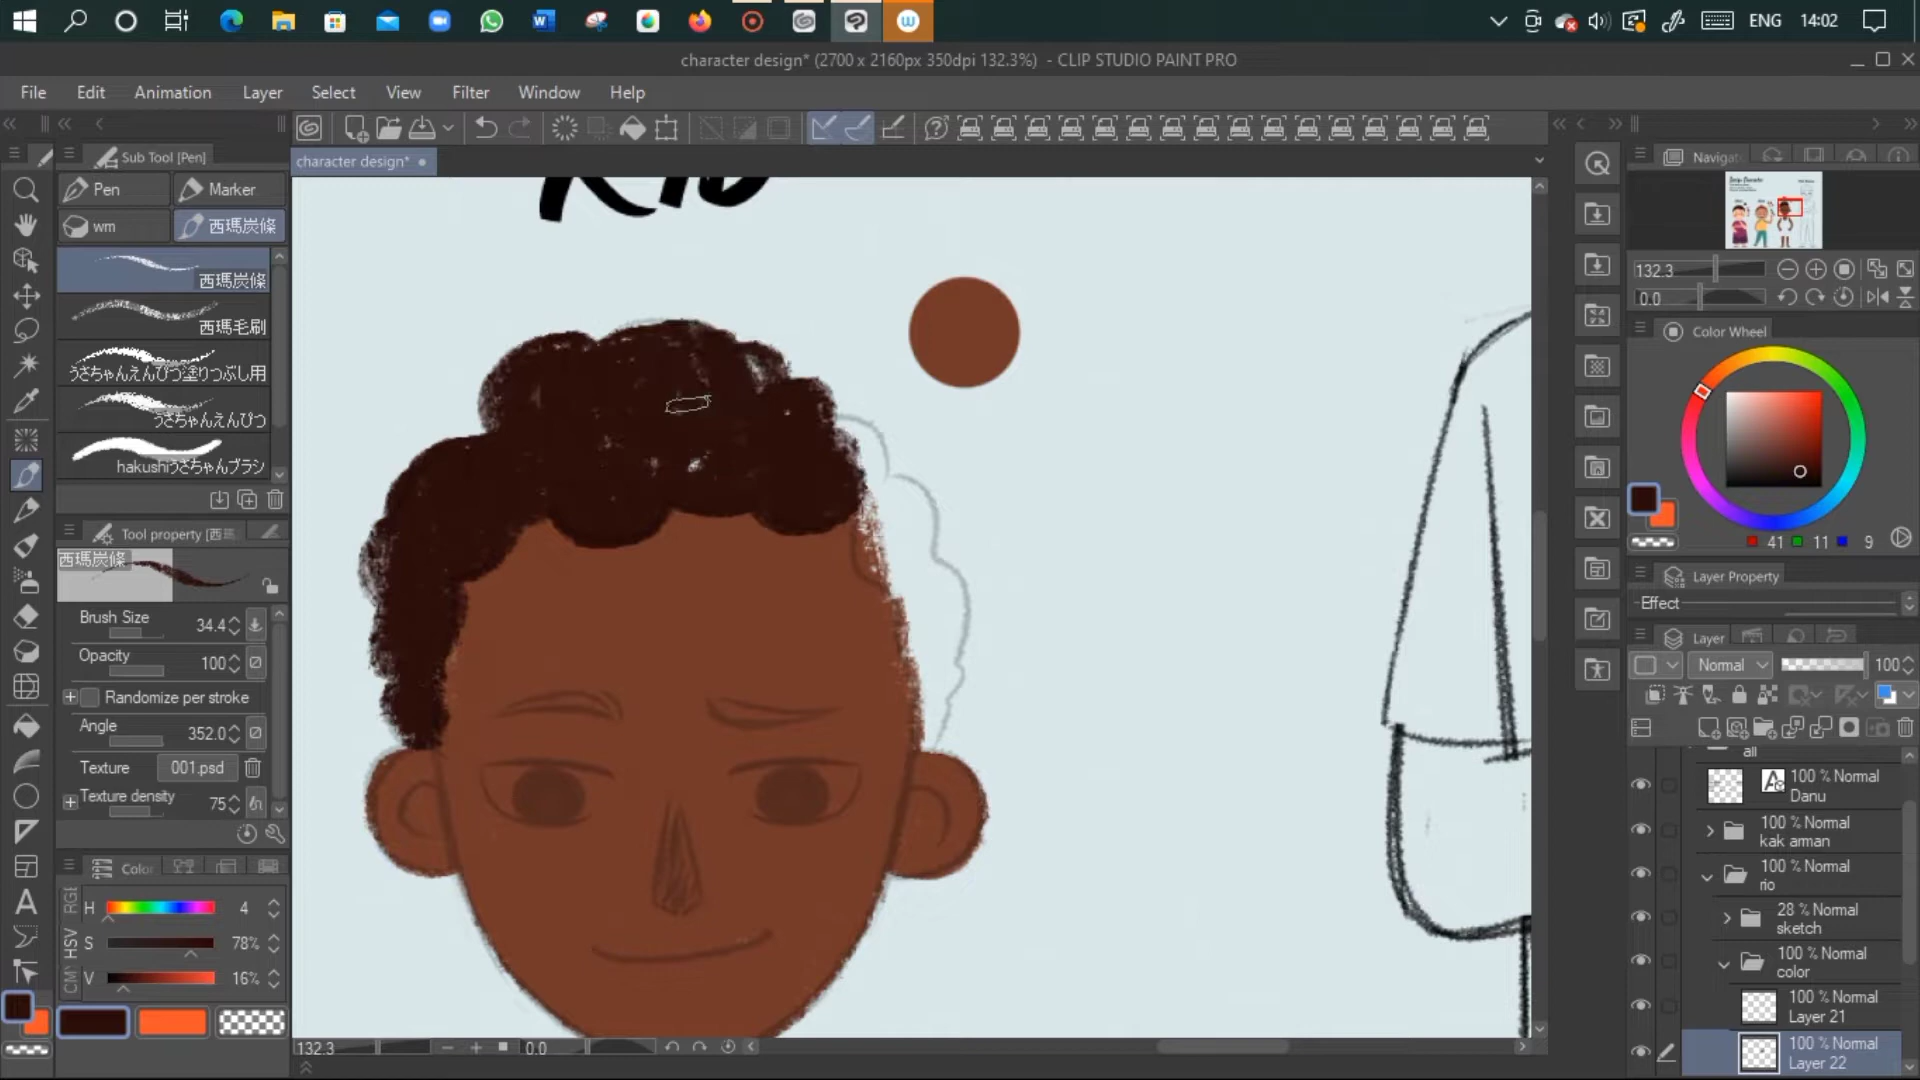 ENG
14:02
character design* (2700 x 2160px 350dpi 132.3%) - CLIP STUDIO PAINT PRO
File
Edit
Animation
Layer
Select
View
Filter
Window
Help
Sub Tool [Pen]
character design*
Pen
Marker
wm
西瑪炭條
西瑪炭條
西瑪毛刷
うさちゃんえんぴつ塗りつぶし用
うさちゃんえんぴつ
hakushiうさちゃんブラシ
Tool property [西瑪
西瑪炭條
Brush Size
34.4
Opacity
100
Randomize per stroke
Angle
352.0
Texture
001.psd
Texture density
75
Color
RGB
HSV
CM
H
4
S
78%
V
16%
132.3
0.0
Navigat
132.3
0.0
Color Wheel
41
11
9
Layer Property
Effect
Layer
Normal
100
all
100 % Normal
Danu
100 % Normal
kak aman
100 % Normal
rio
28 % Normal
sketch
100 % Normal
color
100 % Normal
Layer 21
100 % Normal
Layer 22